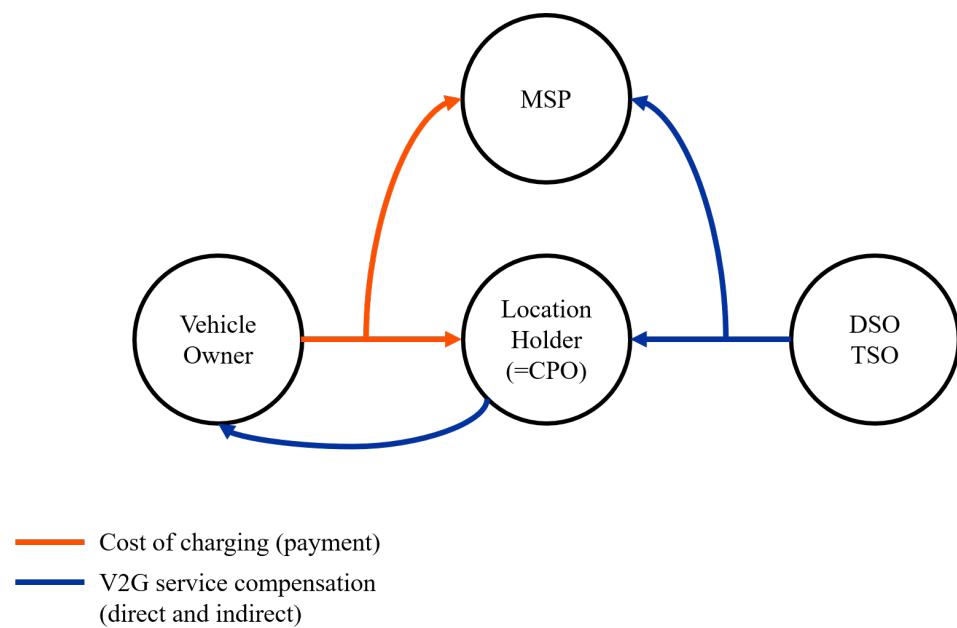 MSP
Vehicle
Owner
Location
Holder
(=CPO)
DSO
TSO
Cost of charging (payment)
V2G service compensation
(direct and indirect)